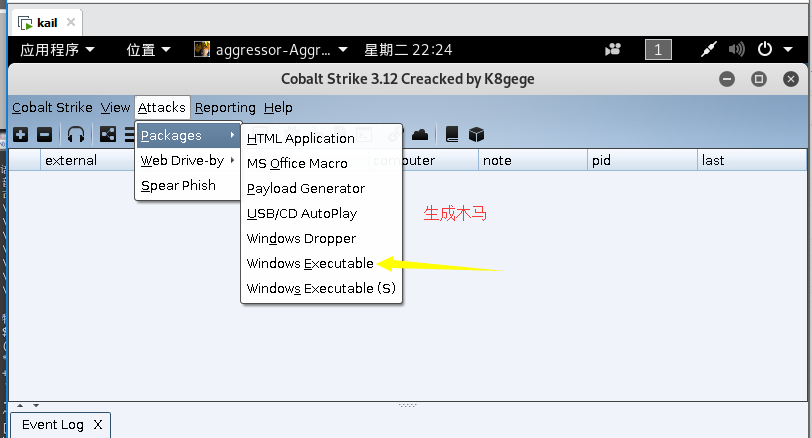 kail
应用程序 位置 aggressor-Aggr... 星期二 22:24 1
Cobalt Strike 3.12 Creacked by K8gege
Cobalt Strike View Attacks Reporting Help
Packages
Web Drive-by
Spear Phish
HTML Application
MS Office Macro
Payload Generator
USB/CD AutoPlay
Windows Dropper
Windows Executable
Windows Executable (S)
external computer note pid last
生成木马
Event Log X